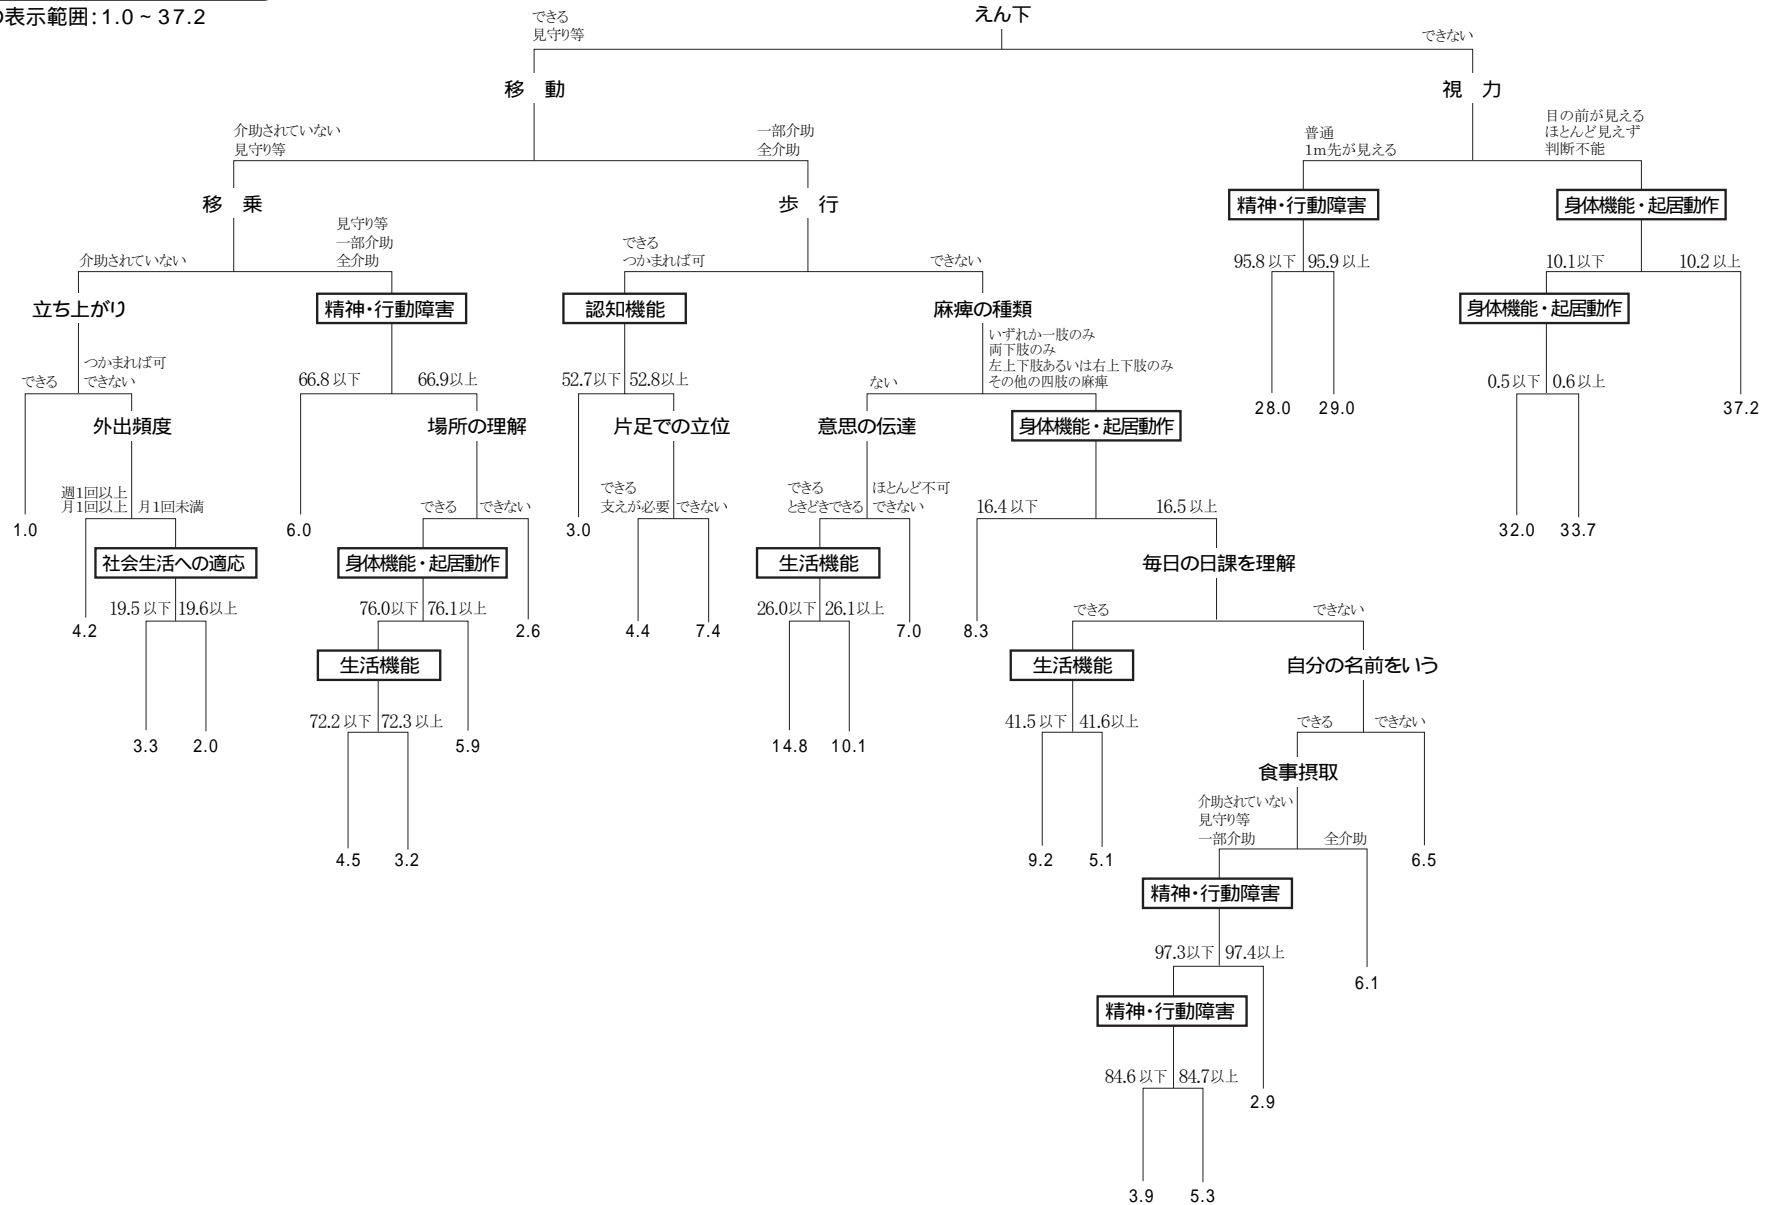 の表示範囲:1.0~37.2
えん下
できる
見守り等
できない
移 動
視 力
介助されていない
見守り等
一部介助
全介助
普通
1m先が見える
目の前が見える
ほとんど見えず
判断不能
移 乗
歩 行
精神・行動障害
身体機能・起居動作
介助されていない
見守り等
一部介助
全介助
できる
つかまれば可
できない
95.8以下 95.9以上
10.1以下
10.2以上
立ち上がり
精神・行動障害
認知機能
麻痺の種類
身体機能・起居動作
できる
つかまれば可
できない
66.8以下
66.9以上
52.7以下 52.8以上
ない
いずれか一肢のみ
両下肢のみ
左上下肢あるいは右上下肢のみ
その他の四肢の麻痺
0.5以下 0.6以上
28.0 29.0
37.2
外出頻度
場所の理解
片足での立位
意思の伝達
身体機能・起居動作
週1回以上
月1回以上
月1回未満
できる できない
できる
支えが必要
できない
できる
ときどきできる
ほとんど不可
できない
16.4以下
16.5以上
1.0
6.0
3.0
32.0 33.7
社会生活への適応
身体機能・起居動作
生活機能
毎日の日課を理解
19.5以下 19.6以上
76.0以下 76.1以上
26.0以下 26.1以上
できる
できない
4.2
2.6
4.4
7.4
7.0
8.3
生活機能
生活機能
自分の名前をいう
72.2以下 72.3以上
41.5以下 41.6以上
できる できない
3.3 2.0
5.9
14.8 10.1
食事摂取
介助されていない
見守り等
一部介助
全介助
4.5 3.2
9.2 5.1
6.5
精神・行動障害
97.3以下 97.4以上
6.1
精神・行動障害
84.6以下 84.7以上
2.9
3.9 5.3